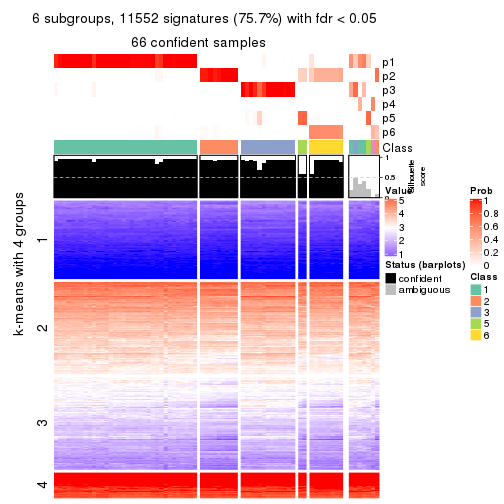 6 subgroups, 11552 signatures (75.7%) with fdr < 0.05
66 confident samples
p1
p2
p3
p4
p5
p6
Class
1
0.5
0
Silhouette
score
k-means with 4 groups
1
2
3
4
Value
5
4
3
2
1
Status (barplots)
confident
ambiguous
Prob
1
0.8
0.6
0.4
0.2
0
Class
1
2
3
5
6